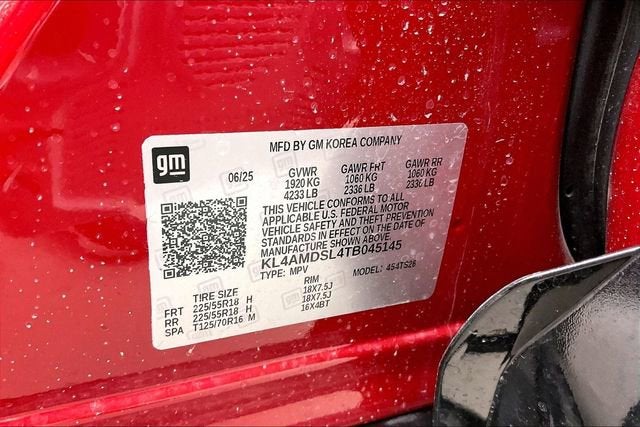 gm
MFD BY GM KOREA COMPANY
06/25
GVWR GAWR FRT GAWR RR
1920 KG 1060 KG 1060 KG
4233 LB 2336 LB 2336 LB
THIS VEHICLE CONFORMS TO ALL
APPLICABLE U.S. FEDERAL MOTOR
VEHICLE SAFETY AND THEFT PREVENTION
STANDARDS IN EFFECT ON THE DATE OF
MANUFACTURE SHOWN ABOVE.
KL4AMDSL4TB045145
TYPE: MPV MODEL: 4S4TS26
TIRE SIZE RIM
FRT 225/55R18 H 18X7.5J
RR 225/55R18 H 18X7.5J
SPA T125/70R16 M 16X4BT